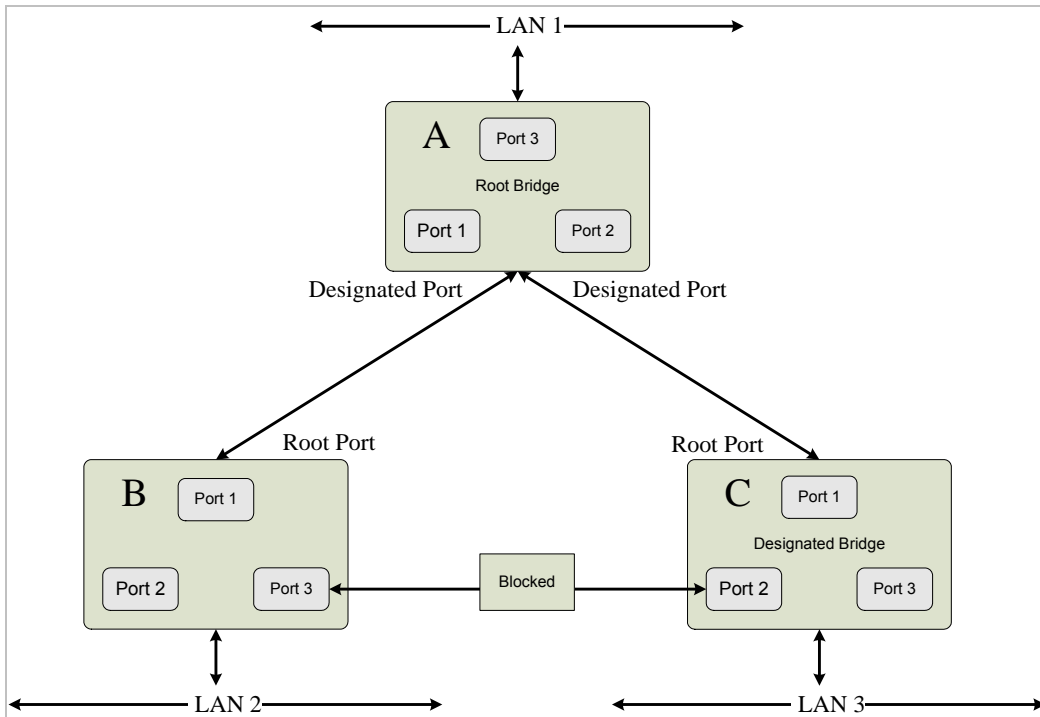 LAN 1
A
Port 3
Root Bridge
Port 1
Port 2
Designated Port
Designated Port
Root Port
Root Port
B
Port 1
Port 2
Port 3
Blocked
C
Port 1
Designated Bridge
Port 2
Port 3
LAN 2
LAN 3